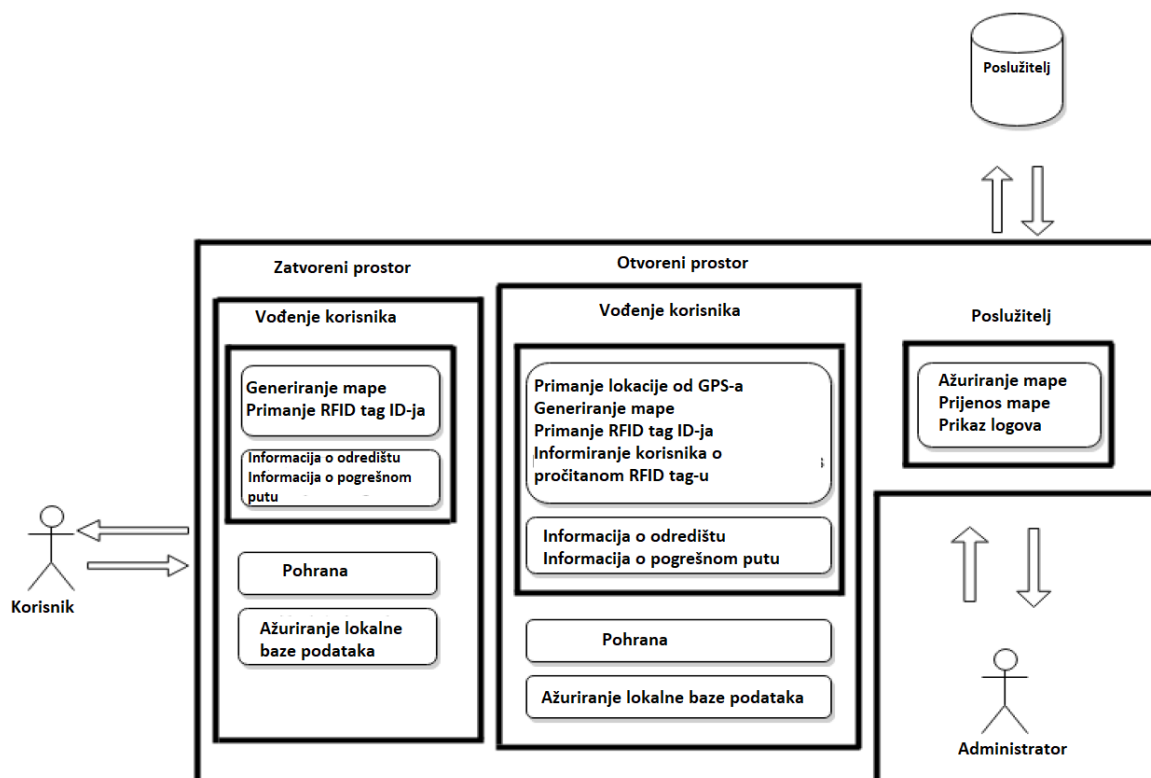 Poslužitelj
Zatvoreni prostor
Vođenje korisnika
Generiranje mape
Primanje RFID tag ID-ja
Informacija o odredištu
Informacija o pogrešnom
putu
Pohrana
Ažuriranje lokalne
baze podataka
Otvoreni prostor
Vođenje korisnika
Primanje lokacije od GPS-a
Generiranje mape
Primanje RFID tag ID-ja
Informiranje korisnika o
pročitanom RFID tag-u
Informacija o odredištu
Informacija o pogrešnom putu
Pohrana
Ažuriranje lokalne baze podataka
Poslužitelj
Ažuriranje mape
Prijenos mape
Prikaz logova
Korisnik
Administrator